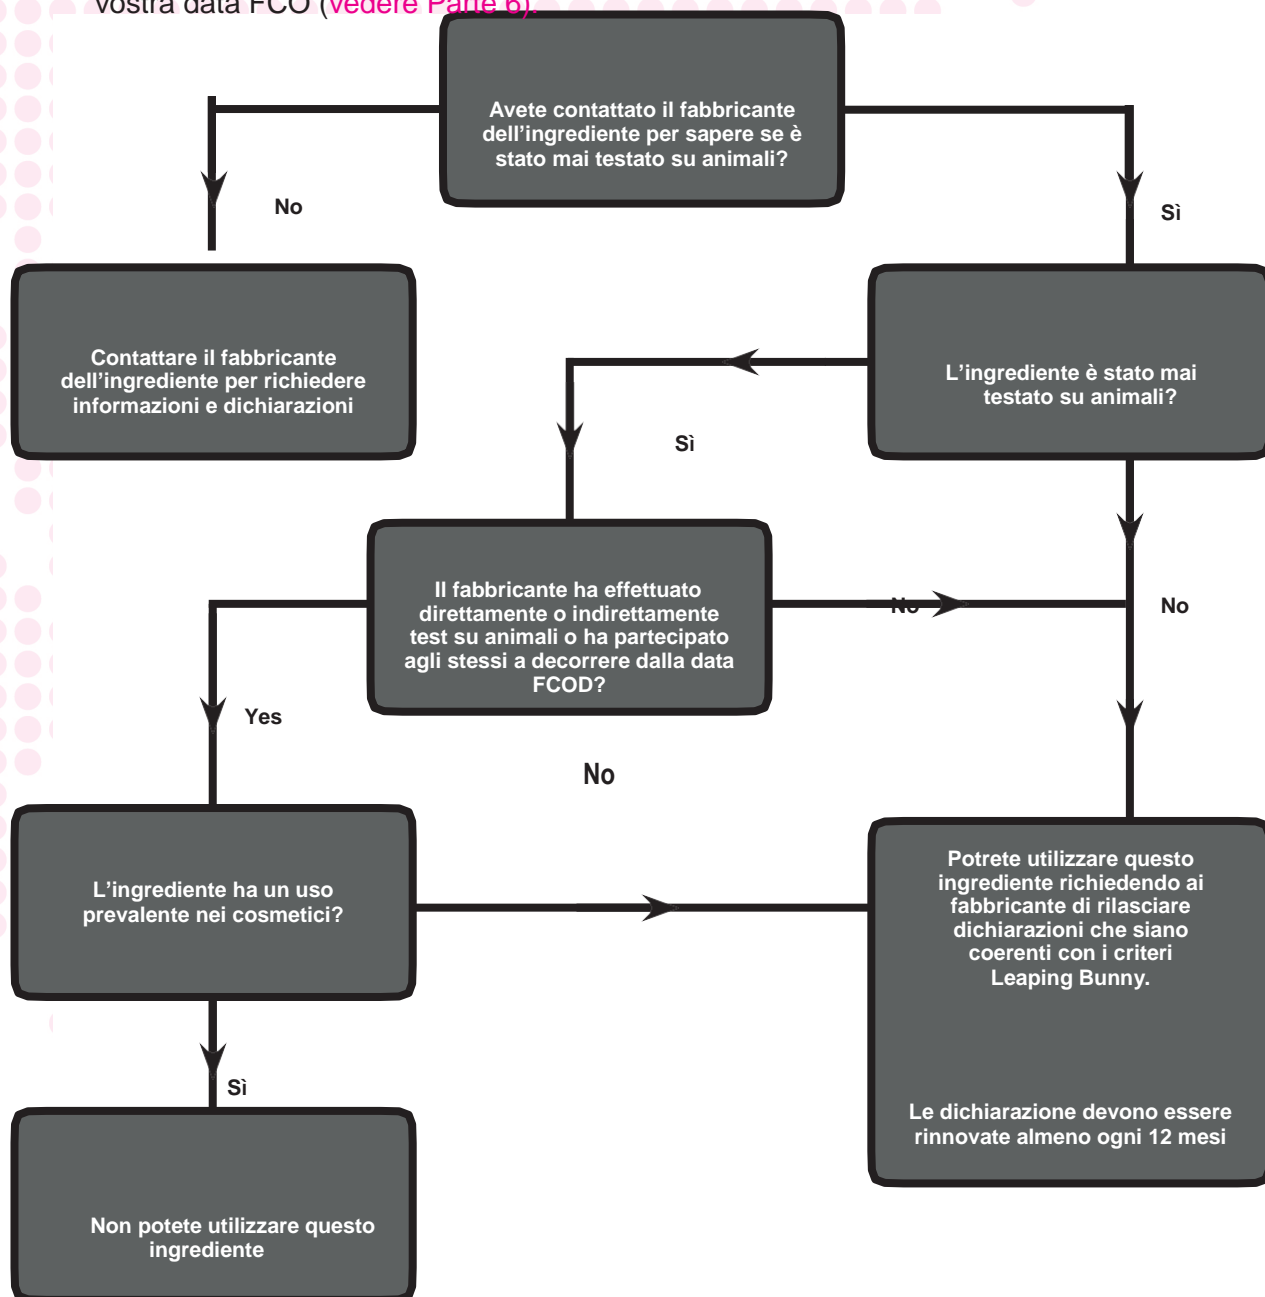 vostra data FCO (vedere Parte 6).
Avete contattato il fabbricante
dell'ingrediente per sapere se è
stato mai testato su animali?
No
Sì
Contattare il fabbricante
dell'ingrediente per richiedere
informazioni e dichiarazioni
L'ingrediente è stato mai
testato su animali?
Sì
Il fabbricante ha effettuato
direttamente o indirettamente
test su animali o ha partecipato
agli stessi a decorrere dalla data
FCOD?
No
No
Yes
No
L'ingrediente ha un uso
prevalente nei cosmetici?
Potrete utilizzare questo
ingrediente richiedendo ai
fabbricante di rilasciare
dichiarazioni che siano
coerenti con i criteri
Leaping Bunny.
Le dichiarazione devono essere
rinnovate almeno ogni 12 mesi
Sì
Non potete utilizzare questo
ingrediente